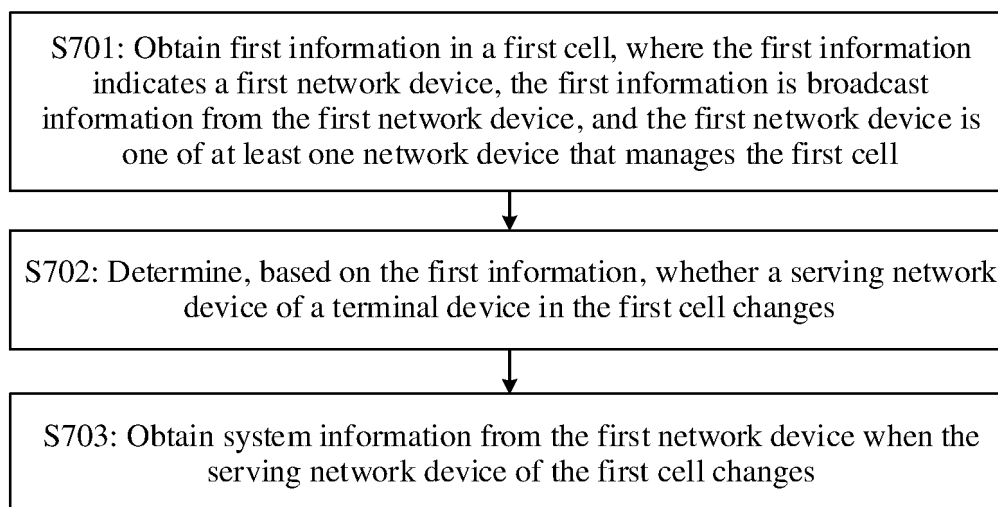 S701: Obtain first information in a first cell, where the first information
indicates a first network device, the first information is broadcast
information from the first network device, and the first network device is
one of at least one network device that manages the first cell
S702: Determine, based on the first information, whether a serving network
device of a terminal device in the first cell changes
S703: Obtain system information from the first network device when the
serving network device of the first cell changes